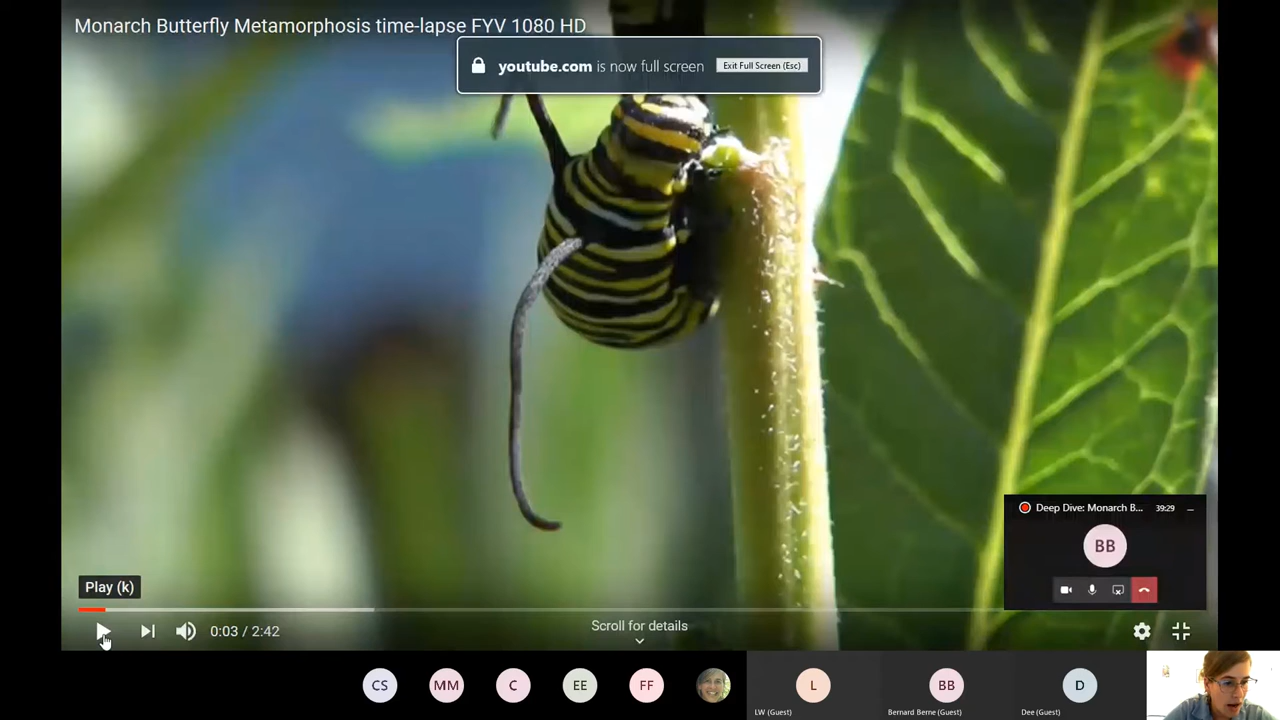 Monarch Butterfly Metamorphosis time-lapse FYV 1080 HD
youtube.com is now full screen
Exit Full Screen (Esc)
Deep Dive: Monarch B... 39:29
BB
Play (k)
0:03 / 2:42
Scroll for details
CS
MM
C
EE
FF
L
BB
D
LW (Guest)
Bernard Berne (Guest)
Dee (Guest)